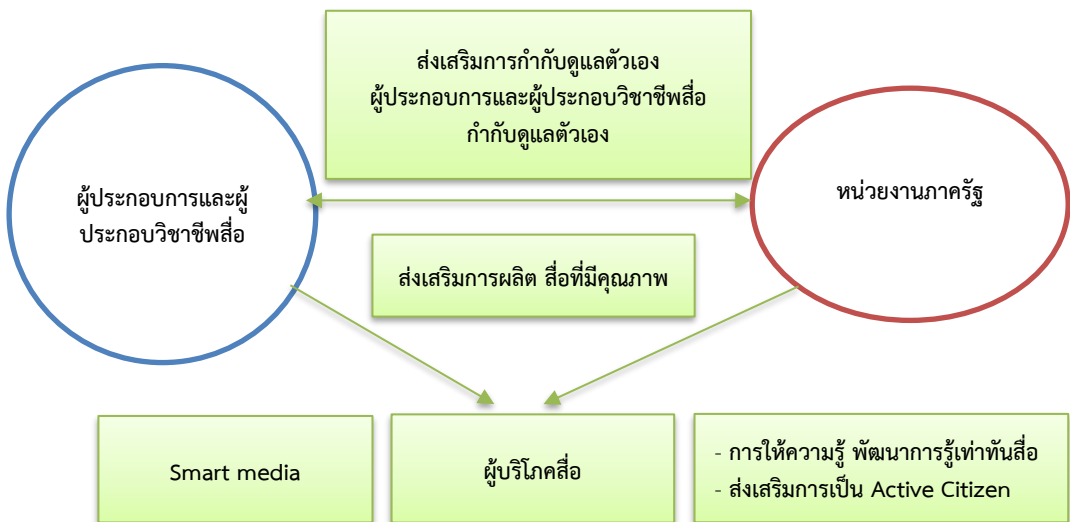 ส่งเสริมการกำกับดูแลตัวเอง
ผู้ประกอบการและผู้ประกอบวิชาชีพสื่อ
กำกับดูแลตัวเอง
ผู้ประกอบการและผู้
ประกอบวิชาชีพสื่อ
หน่วยงานภาครัฐ
ส่งเสริมการผลิต สื่อที่มีคุณภาพ
Smart media
ผู้บริโภคสื่อ
- การให้ความรู้ พัฒนาการรู้เท่าทันสื่อ
- ส่งเสริมการเป็น Active Citizen